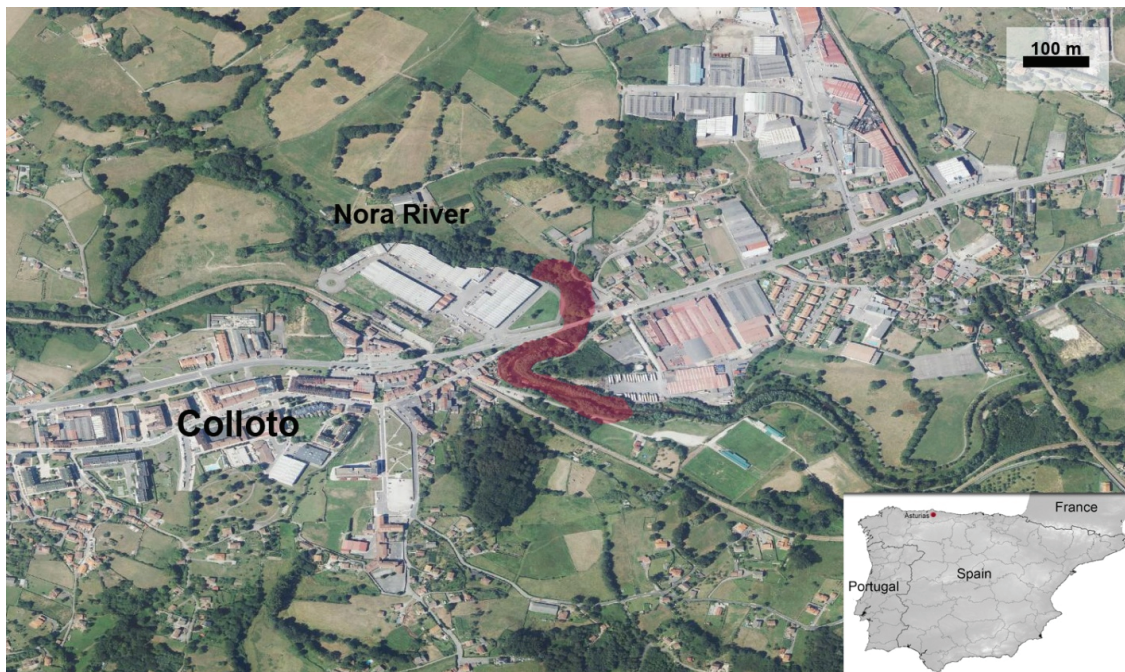 100 m
Nora River
Colloto
France
Asturias
Spain
Portugal